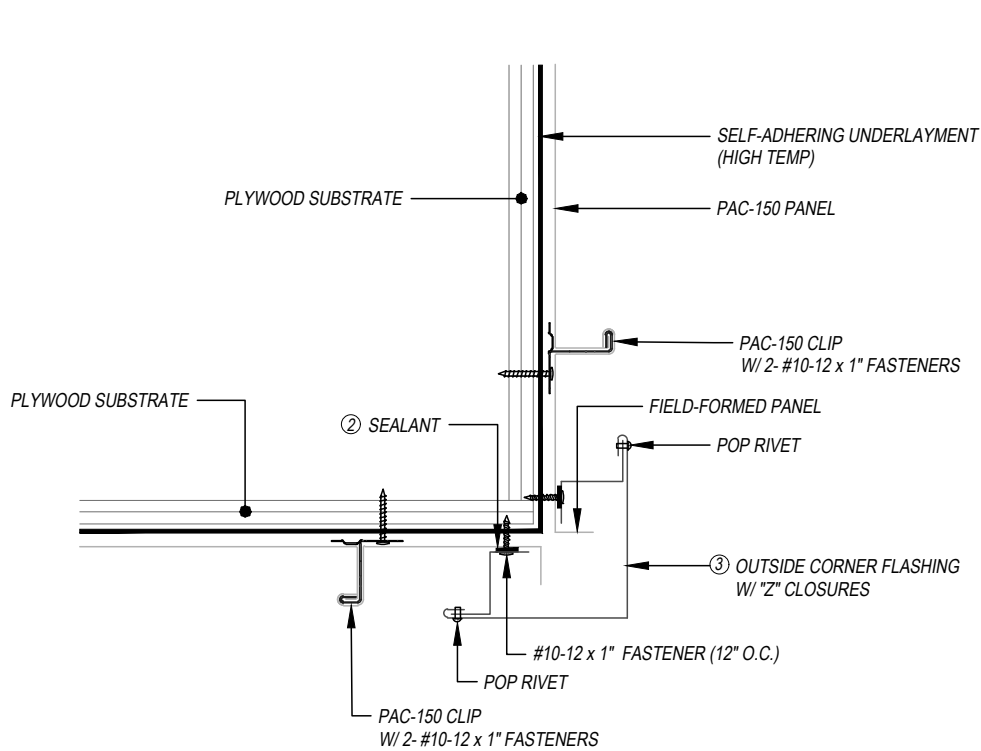 SELF-ADHERING UNDERLAYMENT
(HIGH TEMP)
PLYWOOD SUBSTRATE
PAC-150 PANEL
PAC-150 CLIP
W/ 2- #10-12 x 1" FASTENERS
PLYWOOD SUBSTRATE
FIELD-FORMED PANEL
② SEALANT
POP RIVET
③ OUTSIDE CORNER FLASHING
W/ "Z" CLOSURES
#10-12 x 1" FASTENER (12" O.C.)
POP RIVET
PAC-150 CLIP
W/ 2- #10-12 x 1" FASTENERS